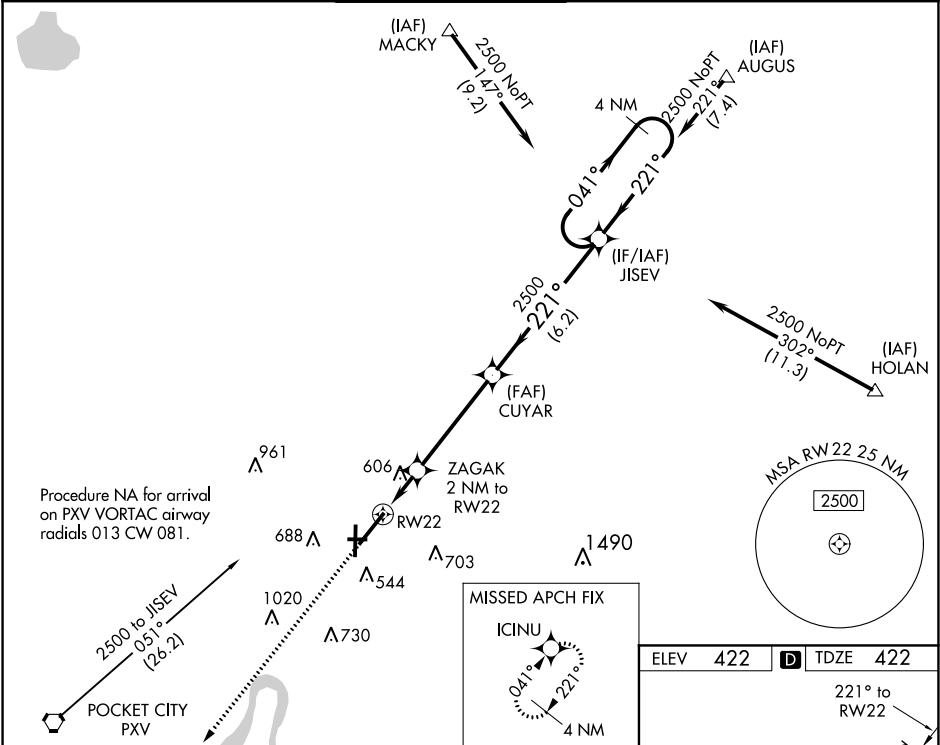 (IAF)
MACKY
2500 NoPT
147°
(9.2)
(IAF)
AUGUS
2500 NoPT
221°
(7.4)
4 NM
041°
221°
(IF/IAF)
JISEV
2500
221°
(6.2)
2500 NoPT
302°
(11.3)
(IAF)
HOLAN
(FAF)
CUYAR
961
606
ZAGAK
2 NM to
RW22
Procedure NA for arrival
on PXV VORTAC airway
radials 013 CW 081.
RW22
688
703
1490
544
1020
730
MSA RW22 25 NM
2500
2500 to JISEV
051°
(26.2)
POCKET CITY
PXV
MISSED APCH FIX
ICINU
041°
221°
4 NM
ELEV 422 D TDZE 422
221° to
RW22